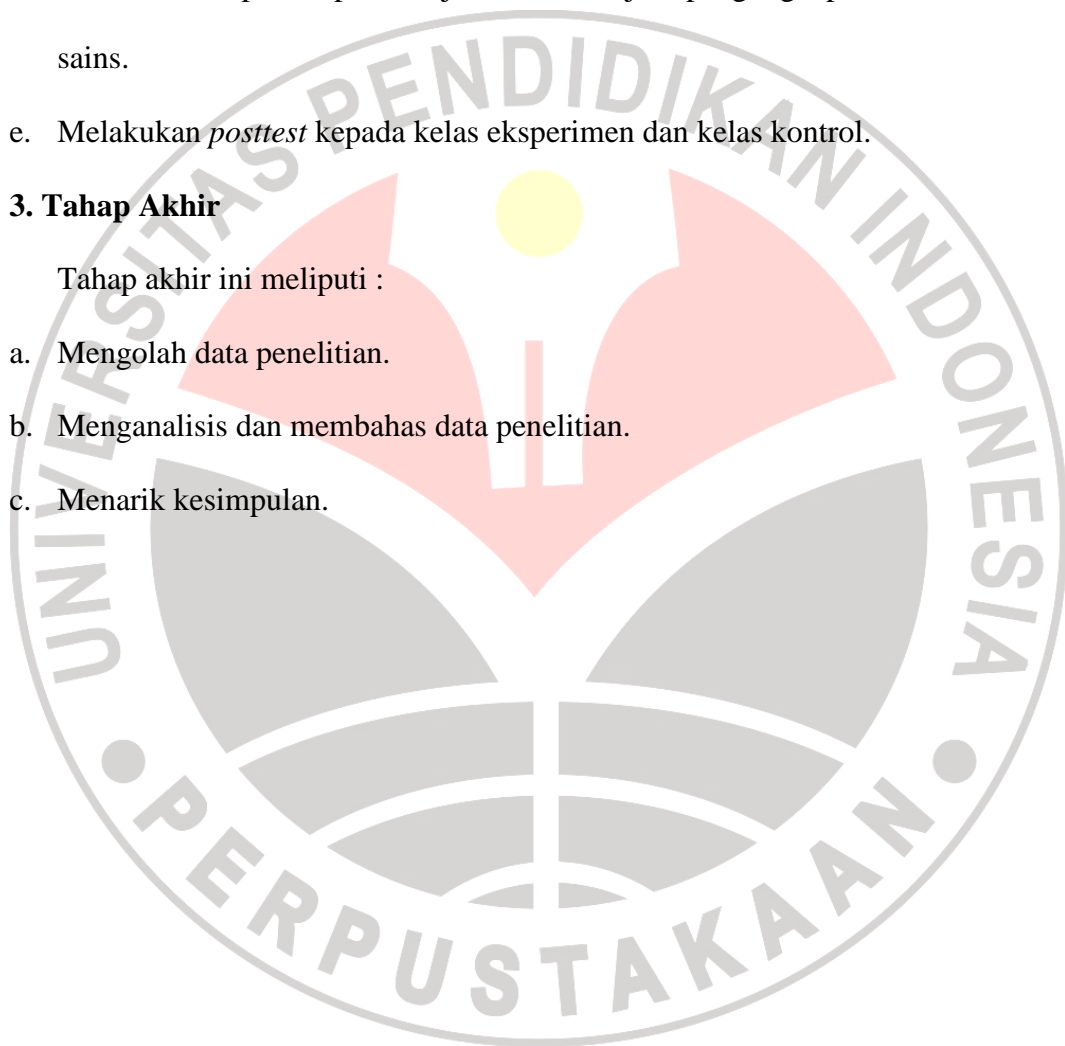 sains.
e. Melakukan posttest kepada kelas eksperimen dan kelas kontrol.
3. Tahap Akhir
Tahap akhir ini meliputi :
a. Mengolah data penelitian.
b. Menganalisis dan membahas data penelitian.
c. Menarik kesimpulan.
UNIVERSITAS PENDIDIKAN INDONESIA
PERPUSTAKAAN